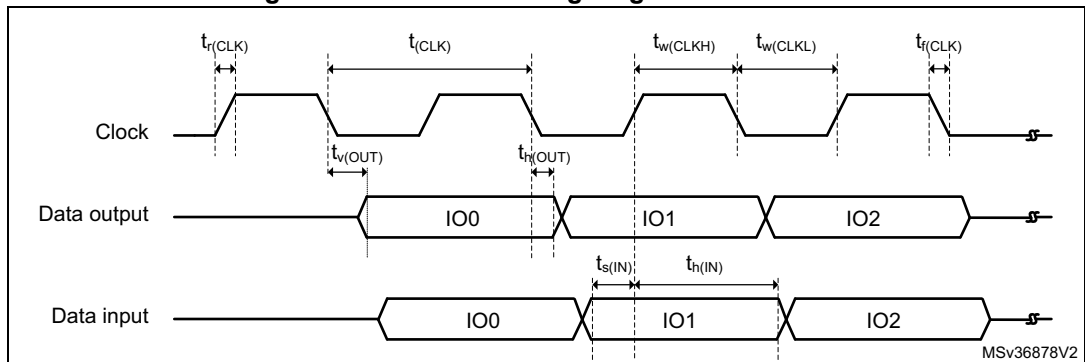 t_r(CLK) t_(CLK) t_w(CLKH) t_w(CLKL) t_f(CLK)
Clock
t_v(OUT) t_h(OUT)
Data output IO0 IO1 IO2
t_s(IN) t_h(IN)
Data input IO0 IO1 IO2
MSv36878V2